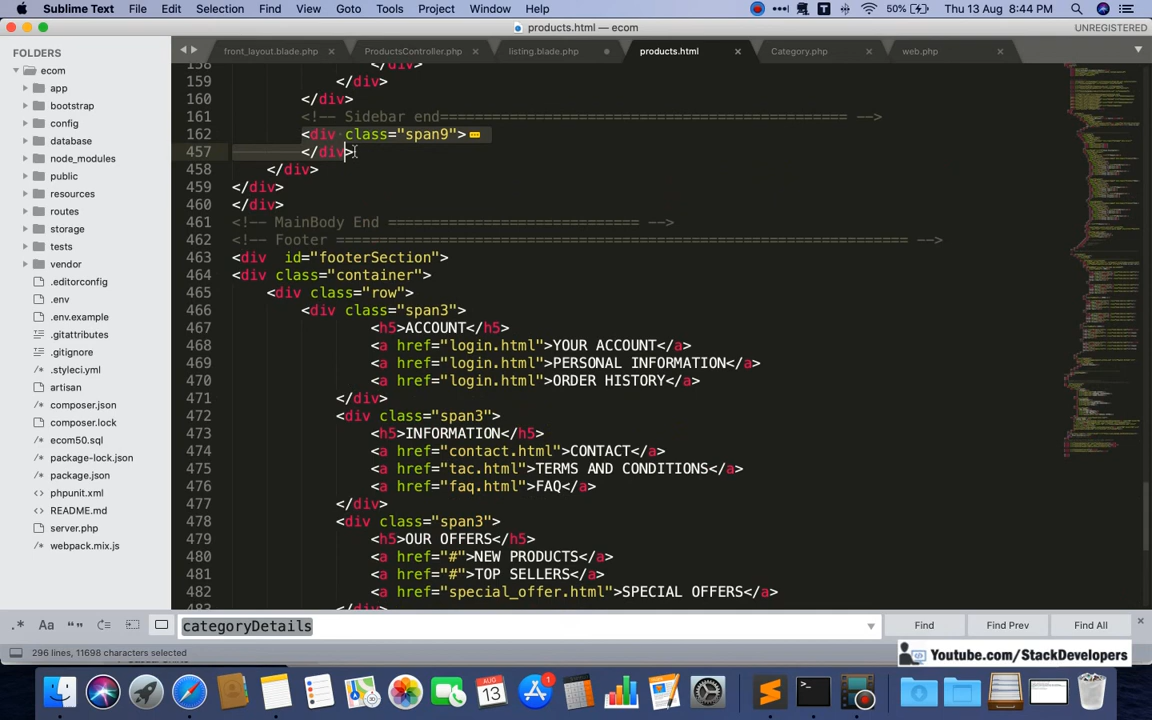 Sublime Text File Edit Selection Find View Goto Tools Project Window Help 50% Thu 13 Aug 8:44 PM
products.html — ecom UNREGISTERED
FOLDERS
ecom
app
bootstrap
config
database
node_modules
public
resources
routes
storage
tests
vendor
.editorconfig
.env
.env.example
.gitattributes
.gitignore
.styleci.yml
artisan
composer.json
composer.lock
ecom50.sql
package-lock.json
package.json
phpunit.xml
README.md
server.php
webpack.mix.js
front_layout.blade.php ProductsController.php listing.blade.php products.html Category.php web.php
158 </div>
159 </div>
160 </div>
161 <!-- Sidebar end=============================================== -->
162 <div class="span9">
457 </div>
458 </div>
459 </div>
460 </div>
461 <!-- MainBody End ============================= -->
462 <!-- Footer ================================================================== -->
463 <div  id="footerSection">
464 <div class="container">
465 <div class="row">
466 <div class="span3">
467 <h5>ACCOUNT</h5>
468 <a href="login.html">YOUR ACCOUNT</a>
469 <a href="login.html">PERSONAL INFORMATION</a>
470 <a href="login.html">ORDER HISTORY</a>
471 </div>
472 <div class="span3">
473 <h5>INFORMATION</h5>
474 <a href="contact.html">CONTACT</a>
475 <a href="tac.html">TERMS AND CONDITIONS</a>
476 <a href="faq.html">FAQ</a>
477 </div>
478 <div class="span3">
479 <h5>OUR OFFERS</h5>
480 <a href="#">NEW PRODUCTS</a>
481 <a href="#">TOP SELLERS</a>
482 <a href="special_offer.html">SPECIAL OFFERS</a>
483 </div>
.* Aa categoryDetails Find Find Prev Find All
296 lines, 11698 characters selected
Youtube.com/StackDevelopers